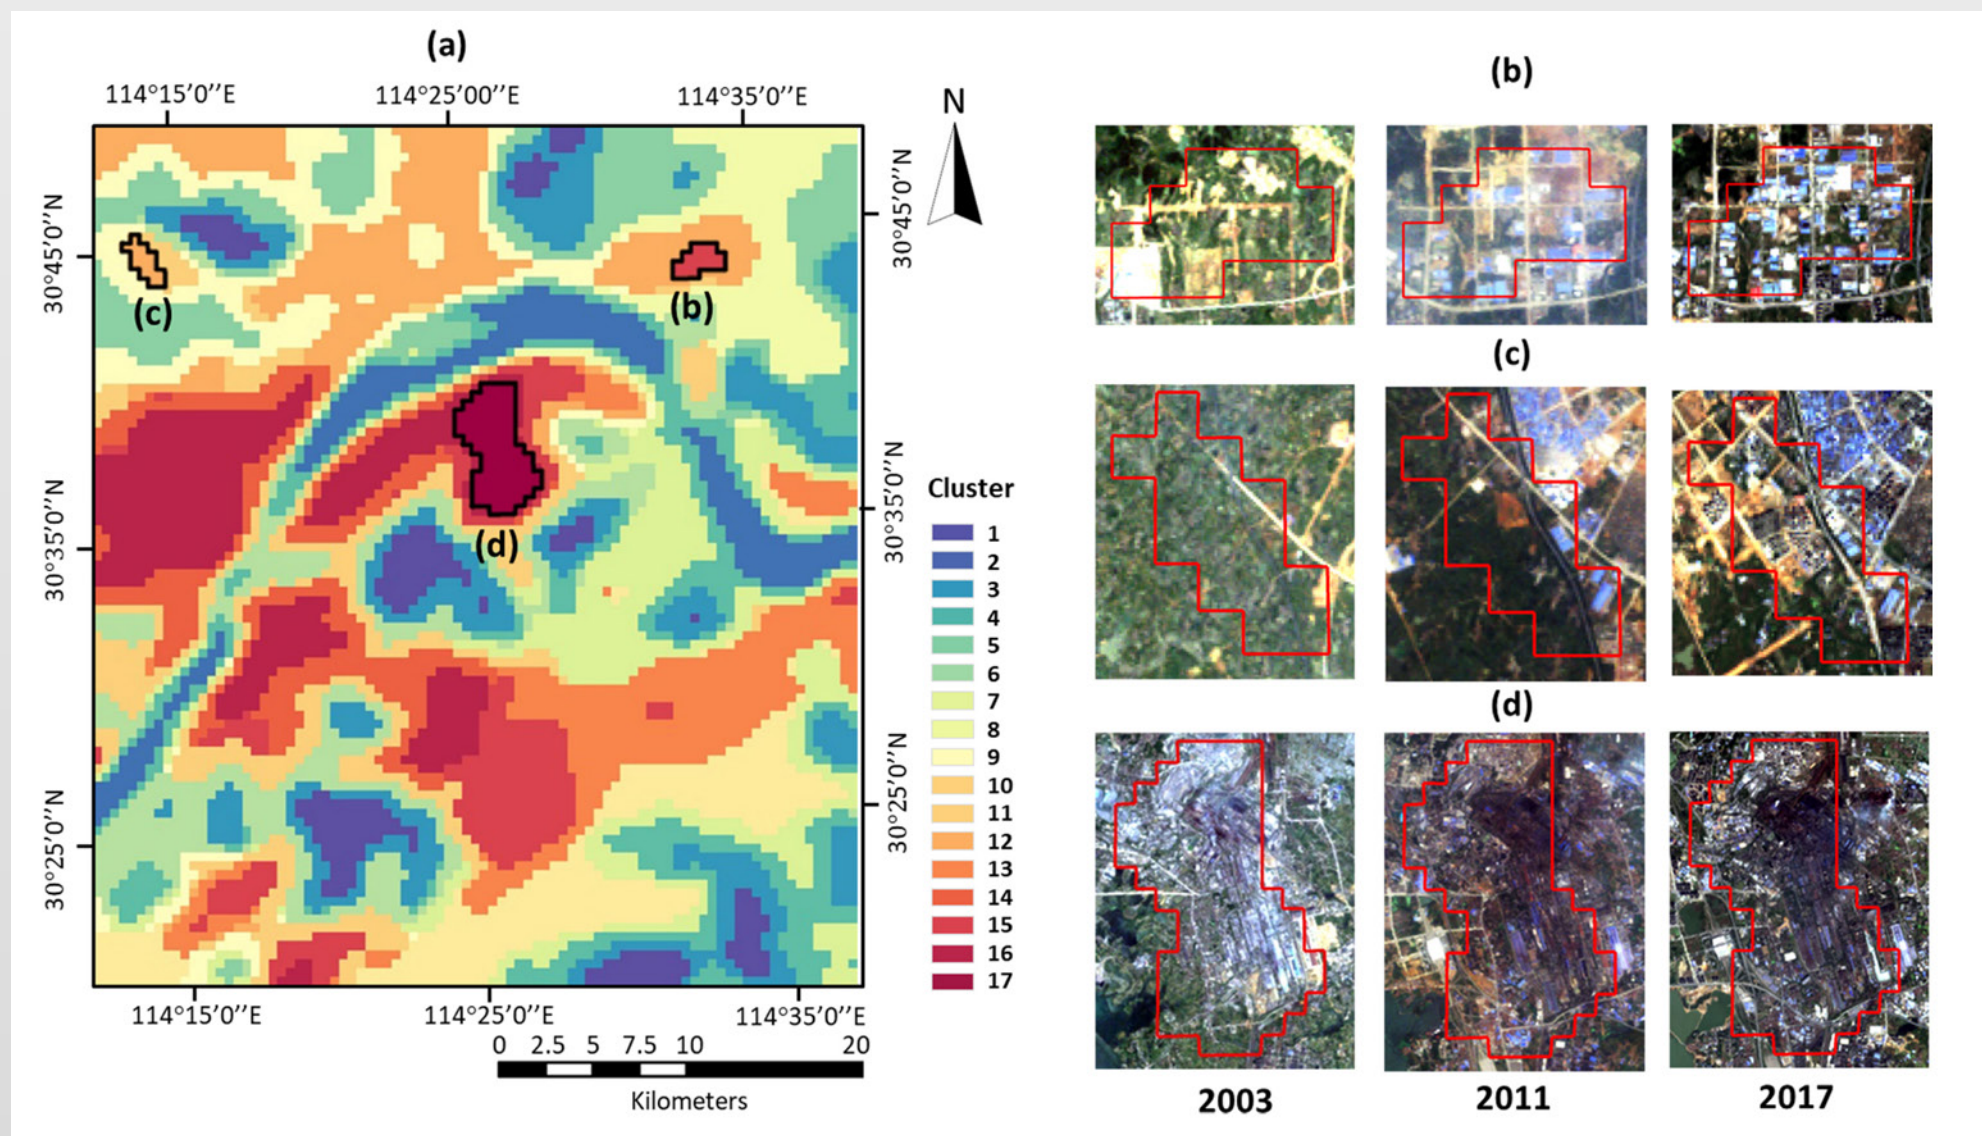 (a)
114°15'0''E
114°25'00''E
114°35'0''E
N
30°45'0''N
30°45'0''N
(c)
(b)
30°35'0''N
30°35'0''N
(d)
30°25'0''N
30°25'0''N
114°15'0''E
114°25'0''E
114°35'0''E
0 2.5 5 7.5 10 20
Kilometers
Cluster
1
2
3
4
5
6
7
8
9
10
11
12
13
14
15
16
17
(b)
(c)
(d)
2003 2011 2017